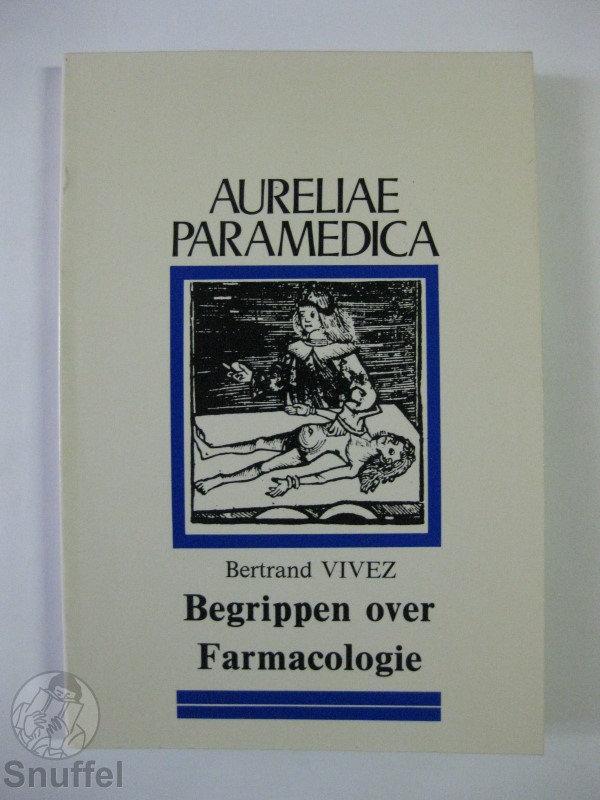 AURELIAE
PARAMEDICA
Bertrand VIVEZ
Begrippen over
Farmacologie
Snuffel